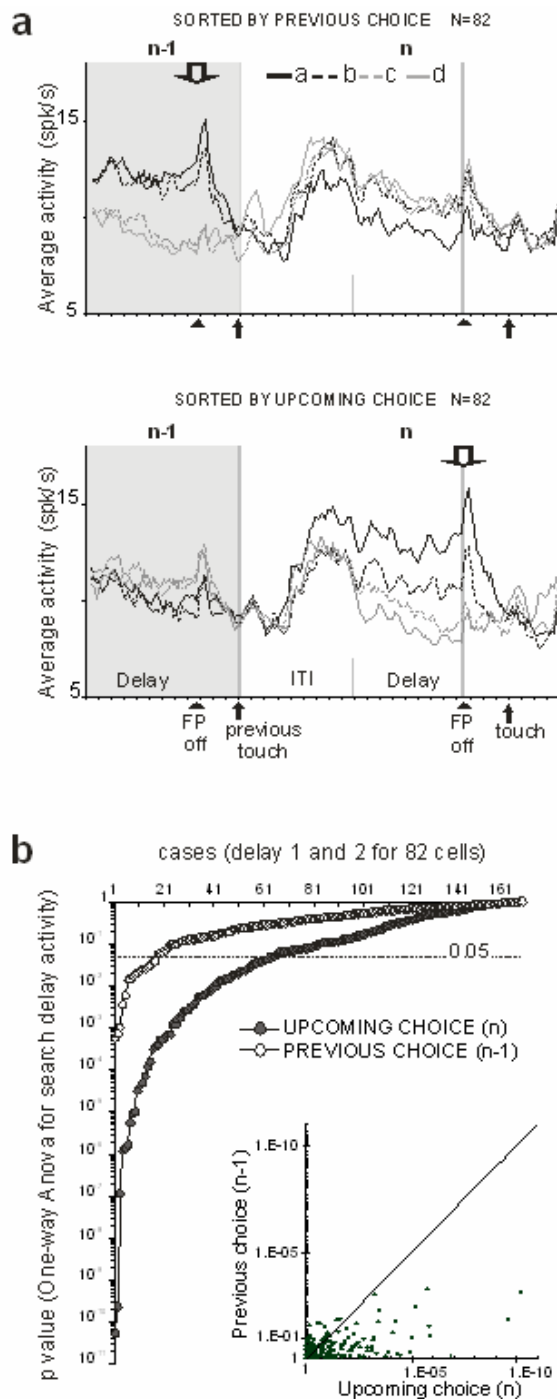 a
SORTED BY PREVIOUS CHOICE N=82
n-1 n
a b c d
Average activity (spk/s)
15
5
SORTED BY UPCOMING CHOICE N=82
n-1 n
Average activity (spk/s)
15
5
Delay ITI Delay
FP off previous touch FP off touch
b
cases (delay 1 and 2 for 82 cells)
1 21 41 61 81 101 121 141 161
1
0.05
UPCOMING CHOICE (n)
PREVIOUS CHOICE (n-1)
p value (One-way Anova for search delay activity)
Previous choice (n-1)
1.E-10
1.E-05
1.E-01
1
1 1.E-05 1.E-10
Upcoming choice (n)